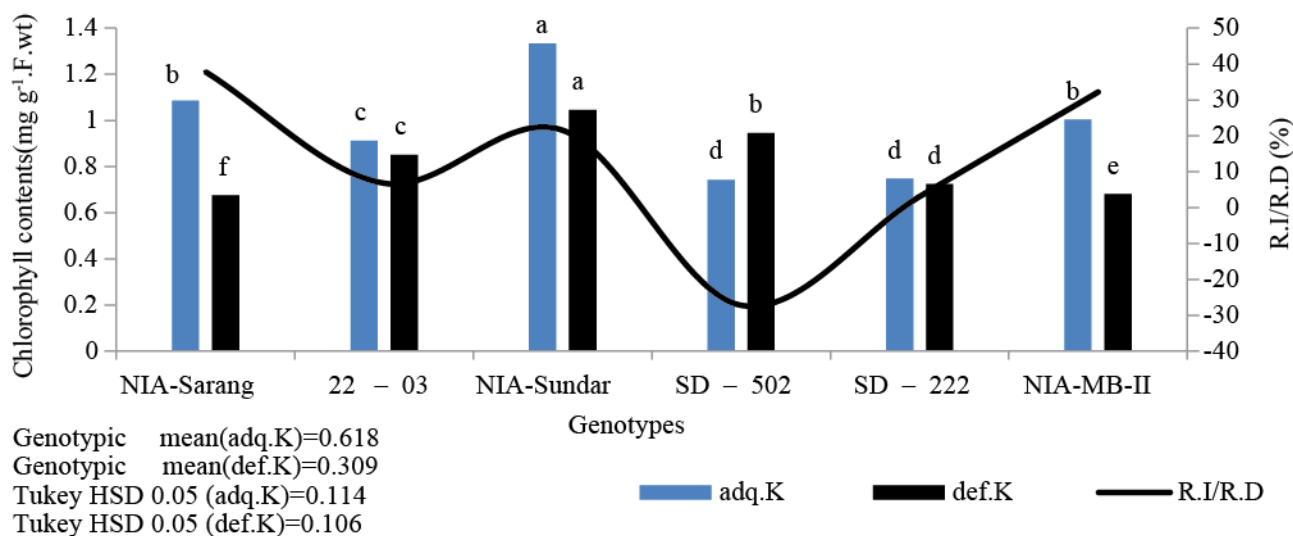 Chlorophyll contents(mg g⁻¹.F.wt)
1.4
1.2
1
0.8
0.6
0.4
0.2
0
b
f
c
c
a
a
d
b
d
d
b
e
50
40
30
20
10
0
-10
-20
-30
-40
R.I/R.D (%)
NIA-Sarang 22 – 03 NIA-Sundar SD – 502 SD – 222 NIA-MB-II
Genotypes
Genotypic mean(adq.K)=0.618
Genotypic mean(def.K)=0.309
Tukey HSD 0.05 (adq.K)=0.114
Tukey HSD 0.05 (def.K)=0.106
adq.K def.K R.I/R.D